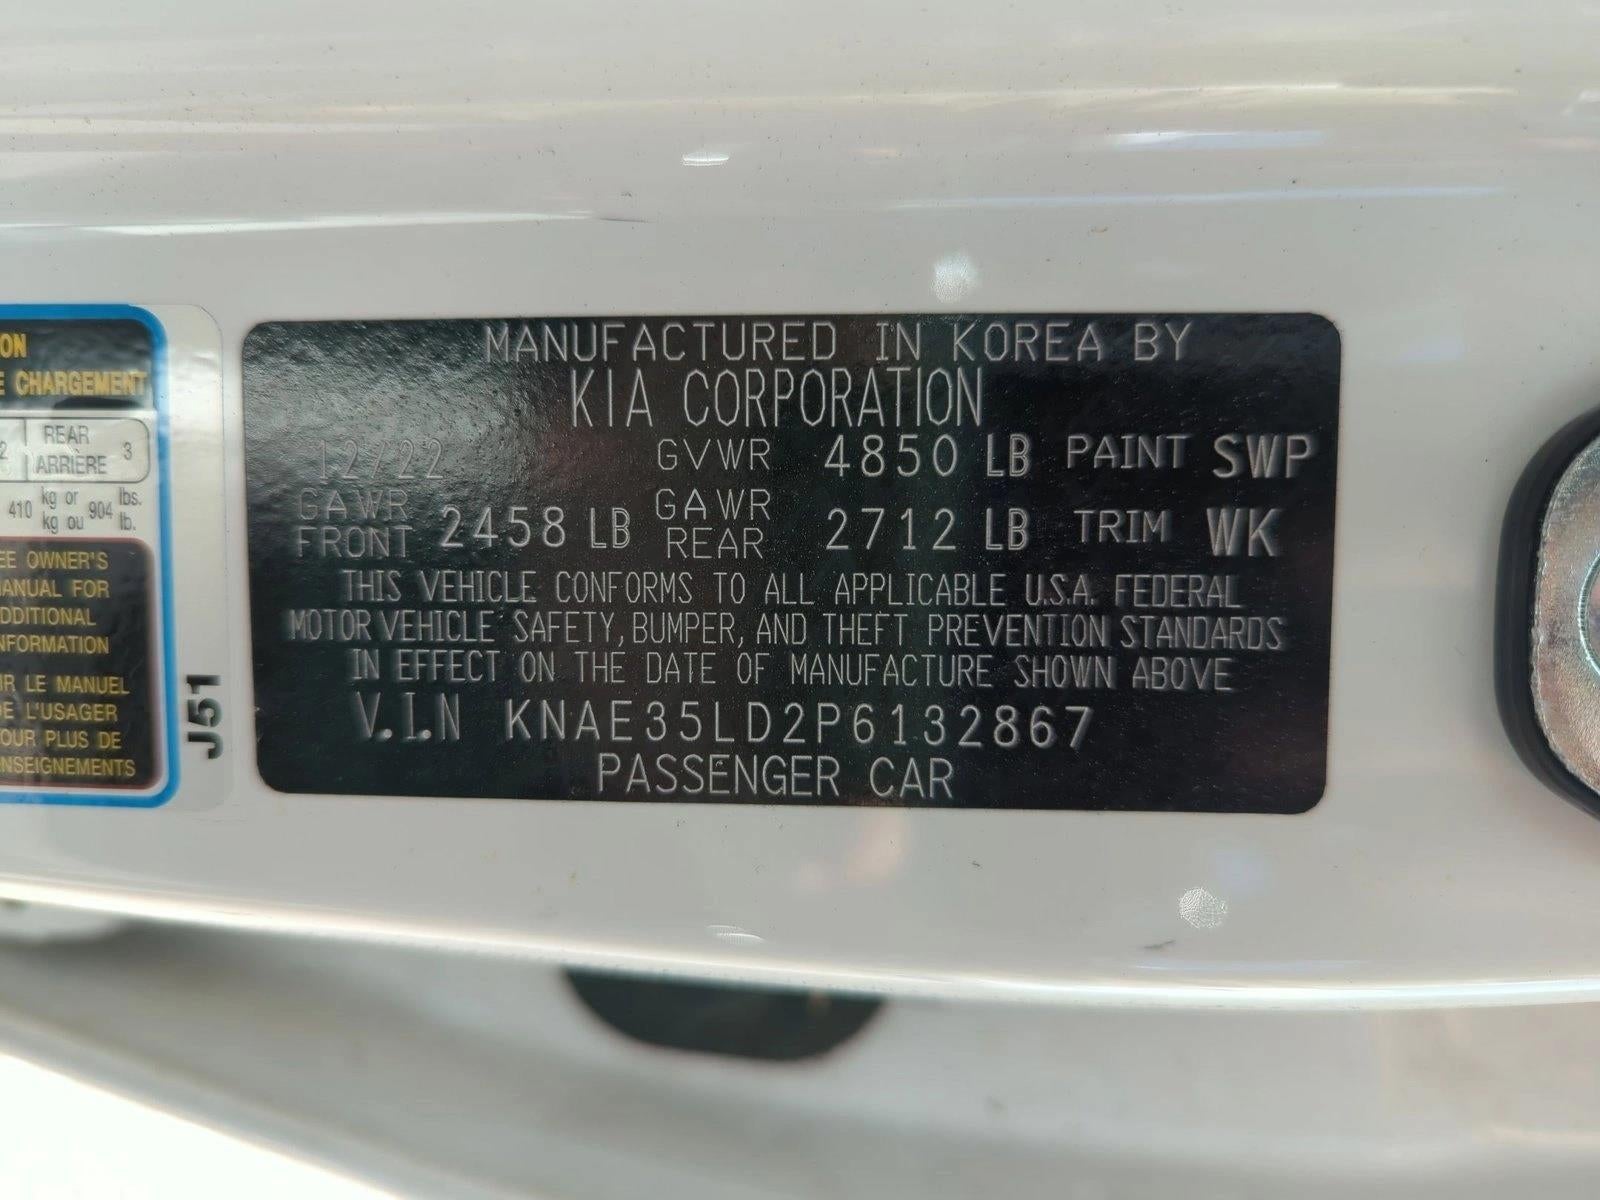 ON
E CHARGEMENT
2 REAR 3
ARRIÈRE
410 kg or 904 lbs.
kg ou lb.
EE OWNER'S
MANUAL FOR
DDITIONAL
NFORMATION
IR LE MANUEL
DE L'USAGER
OUR PLUS DE
NSEIGNEMENTS
J51
MANUFACTURED IN KOREA BY
KIA CORPORATION
12/22 GVWR 4850 LB PAINT SWP
GAWR FRONT 2458 LB GAWR REAR 2712 LB TRIM WK
THIS VEHICLE CONFORMS TO ALL APPLICABLE U.S.A. FEDERAL
MOTOR VEHICLE SAFETY, BUMPER, AND THEFT PREVENTION STANDARDS
IN EFFECT ON THE DATE OF MANUFACTURE SHOWN ABOVE
V.I.N KNAE35LD2P6132867
PASSENGER CAR